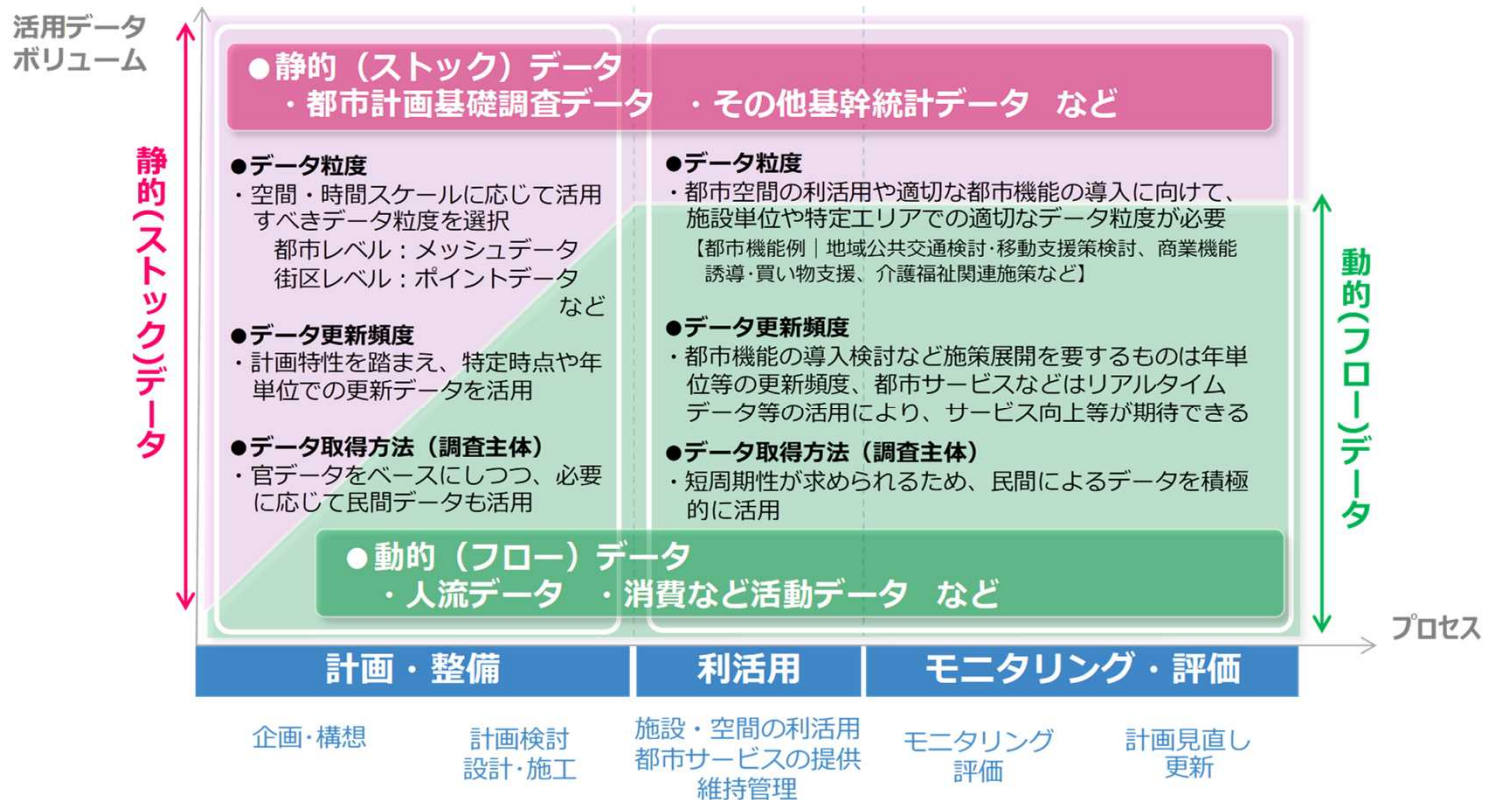 活用データ
ボリューム
●静的（ストック）データ
・都市計画基礎調査データ ・その他基幹統計データ など
静的(ストック)データ
●データ粒度
・空間・時間スケールに応じて活用
すべきデータ粒度を選択
都市レベル：メッシュデータ
街区レベル：ポイントデータ
など
●データ更新頻度
・計画特性を踏まえ、特定時点や年
単位での更新データを活用
●データ取得方法（調査主体）
・官データをベースにしつつ、必要
に応じて民間データも活用
●データ粒度
・都市空間の利活用や適切な都市機能の導入に向けて、
施設単位や特定エリアでの適切なデータ粒度が必要
【都市機能例｜地域公共交通検討･移動支援策検討、商業機能
誘導･買い物支援、介護福祉関連施策など】
●データ更新頻度
・都市機能の導入検討など施策展開を要するものは年単
位等の更新頻度、都市サービスなどはリアルタイム
データ等の活用により、サービス向上等が期待できる
●データ取得方法（調査主体）
・短周期性が求められるため、民間によるデータを積極
的に活用
動的(フロー)データ
●動的（フロー）データ
・人流データ ・消費など活動データ など
プロセス
計画・整備
利活用
モニタリング・評価
企画･構想
計画検討
設計･施工
施設・空間の利活用
都市サービスの提供
維持管理
モニタリング
評価
計画見直し
更新